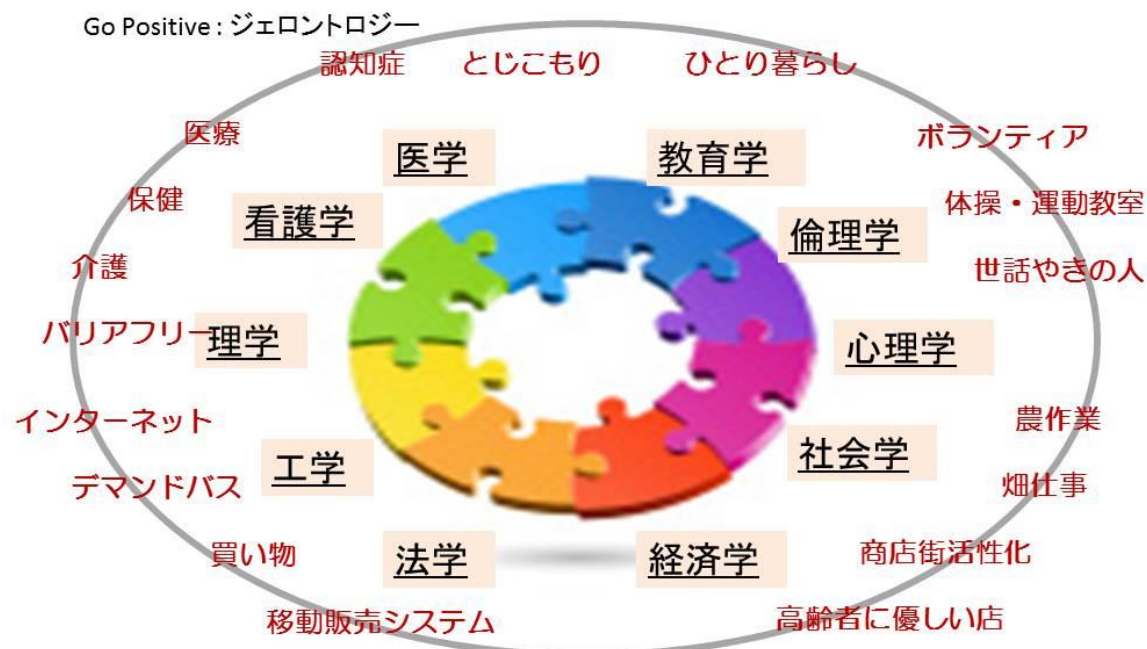 Go Positive : ジェロントロジー
認知症
とじこもり
ひとり暮らし
医療
ボランティア
医学
教育学
保健
体操・運動教室
看護学
倫理学
介護
世話やきの人
バリアフリー
理学
心理学
インターネット
農作業
工学
社会学
デマンドバス
畑仕事
買い物
法学
経済学
商店街活性化
移動販売システム
高齢者に優しい店